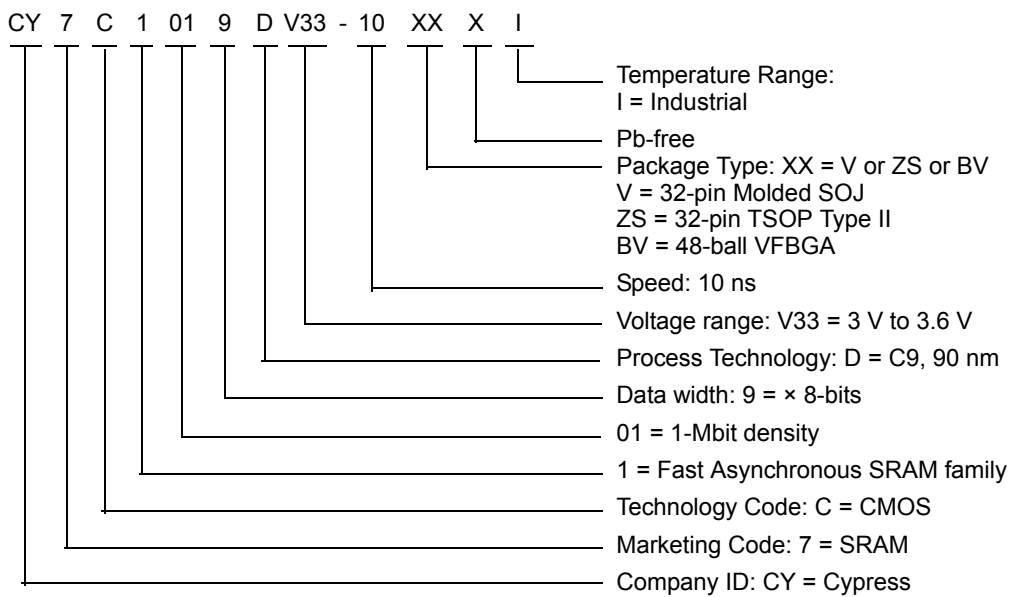 CY 7 C 1 01 9 D V33 - 10 XX X I
Temperature Range:
I = Industrial
Pb-free
Package Type: XX = V or ZS or BV
V = 32-pin Molded SOJ
ZS = 32-pin TSOP Type II
BV = 48-ball VFBGA
Speed: 10 ns
Voltage range: V33 = 3 V to 3.6 V
Process Technology: D = C9, 90 nm
Data width: 9 = × 8-bits
01 = 1-Mbit density
1 = Fast Asynchronous SRAM family
Technology Code: C = CMOS
Marketing Code: 7 = SRAM
Company ID: CY = Cypress